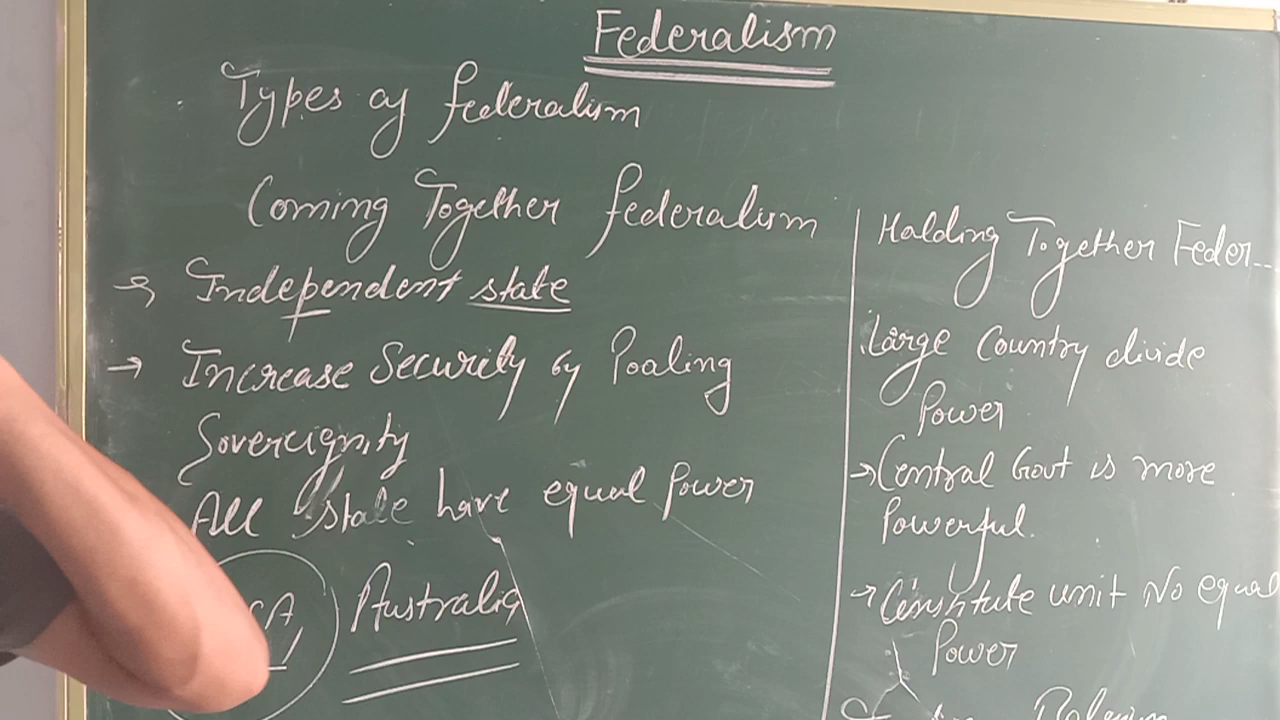 Federalism
Types of federalism
Coming Together federalism
→ Independent state
→ Increase Security by Pooling
Sovereignity
All state have equal Power
Australia
Holding Together Feder...
Large Country divide
Power
→ Central Govt is more
Powerful.
→ Constitute unit No equal
Power